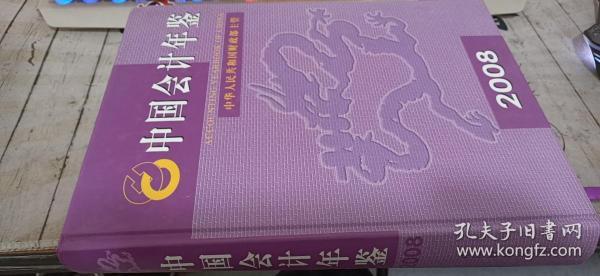 中国会计年鉴
ACCOUNTING YEARBOOK OF CHINA
中华人民共和国财政部主管
2008
中国会计年鉴
2008
孔夫子旧书网
kongfz.com